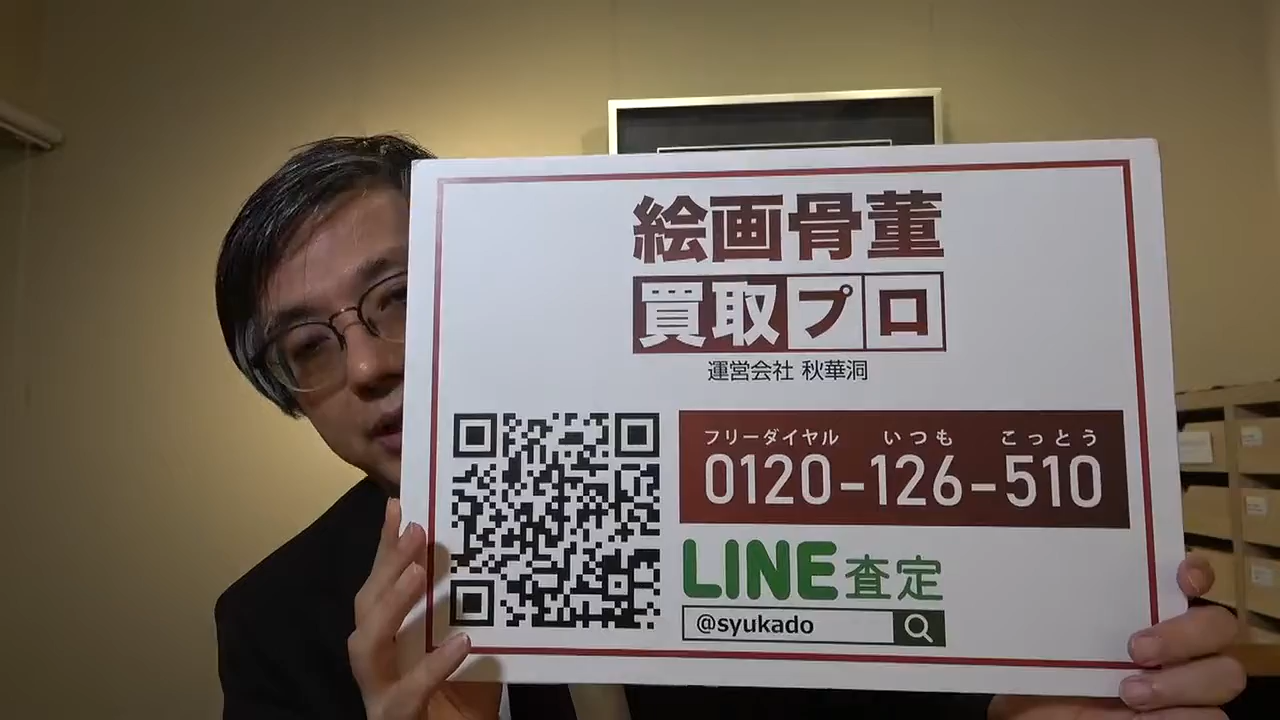 絵画骨董
買取プロ
運営会社 秋華洞
フリーダイヤル いつも こっとう
0120-126-510
LINE査定
@syukado